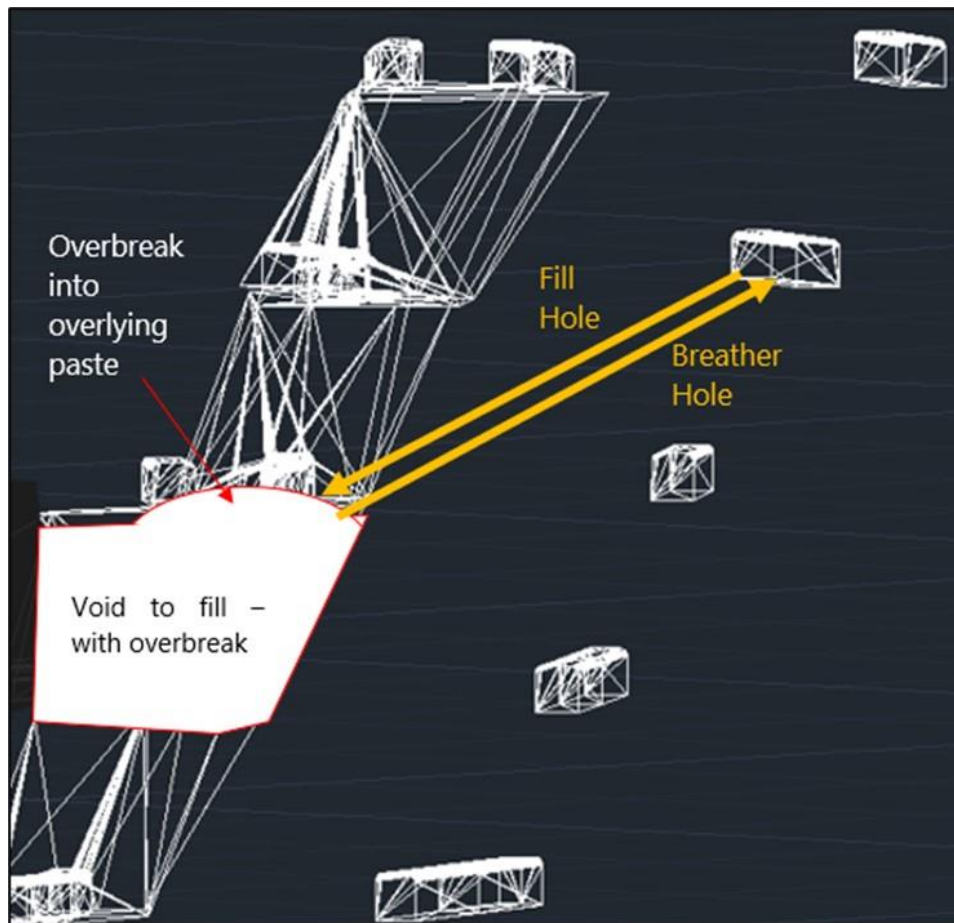 Overbreak
into
overlying
paste
Fill
Hole
Breather
Hole
Void to fill –
with overbreak